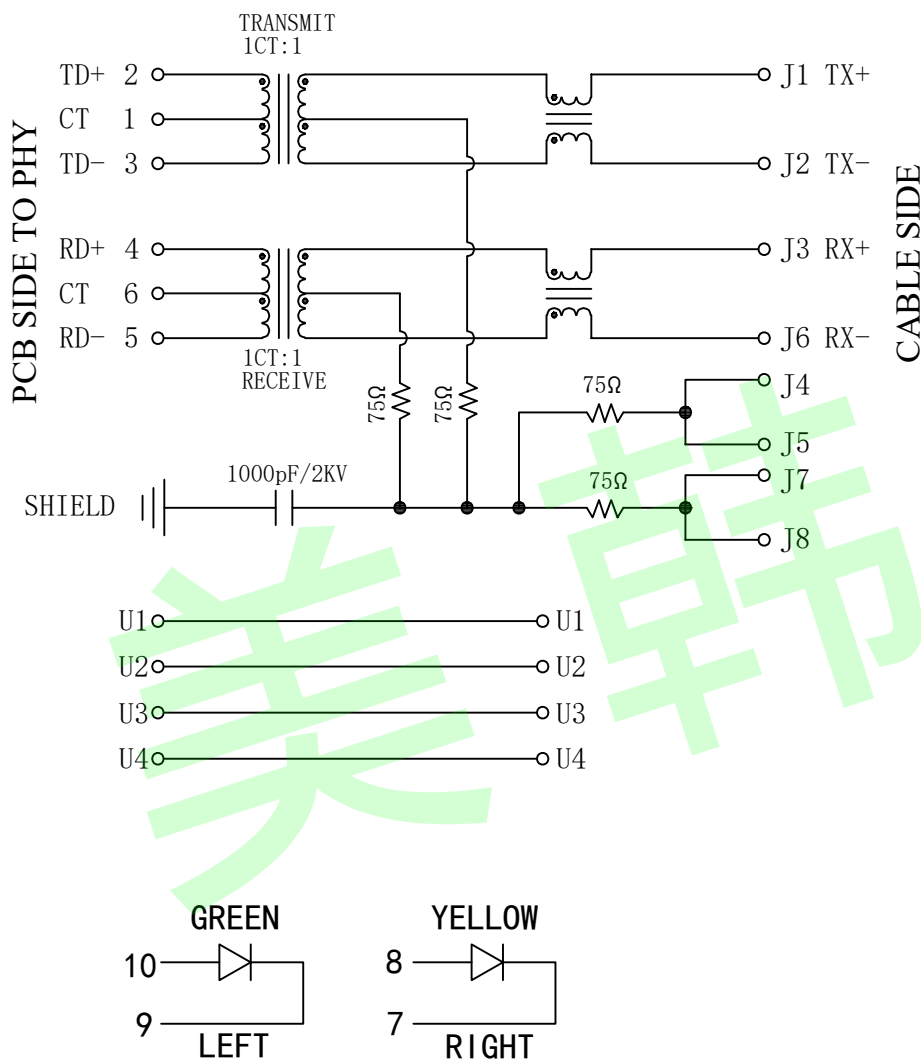 TRANSMIT
1CT:1
TD+ 2
J1 TX+
CT 1
TD- 3
J2 TX-
PCB SIDE TO PHY
CABLE SIDE
RD+ 4
J3 RX+
CT 6
RD- 5
J6 RX-
1CT:1
RECEIVE
75Ω
75Ω
75Ω
J4
J5
1000pF/2KV
75Ω
J7
SHIELD
J8
U1 U1
U2 U2
U3 U3
U4 U4
美韩
GREEN
YELLOW
10
8
9
7
LEFT
RIGHT